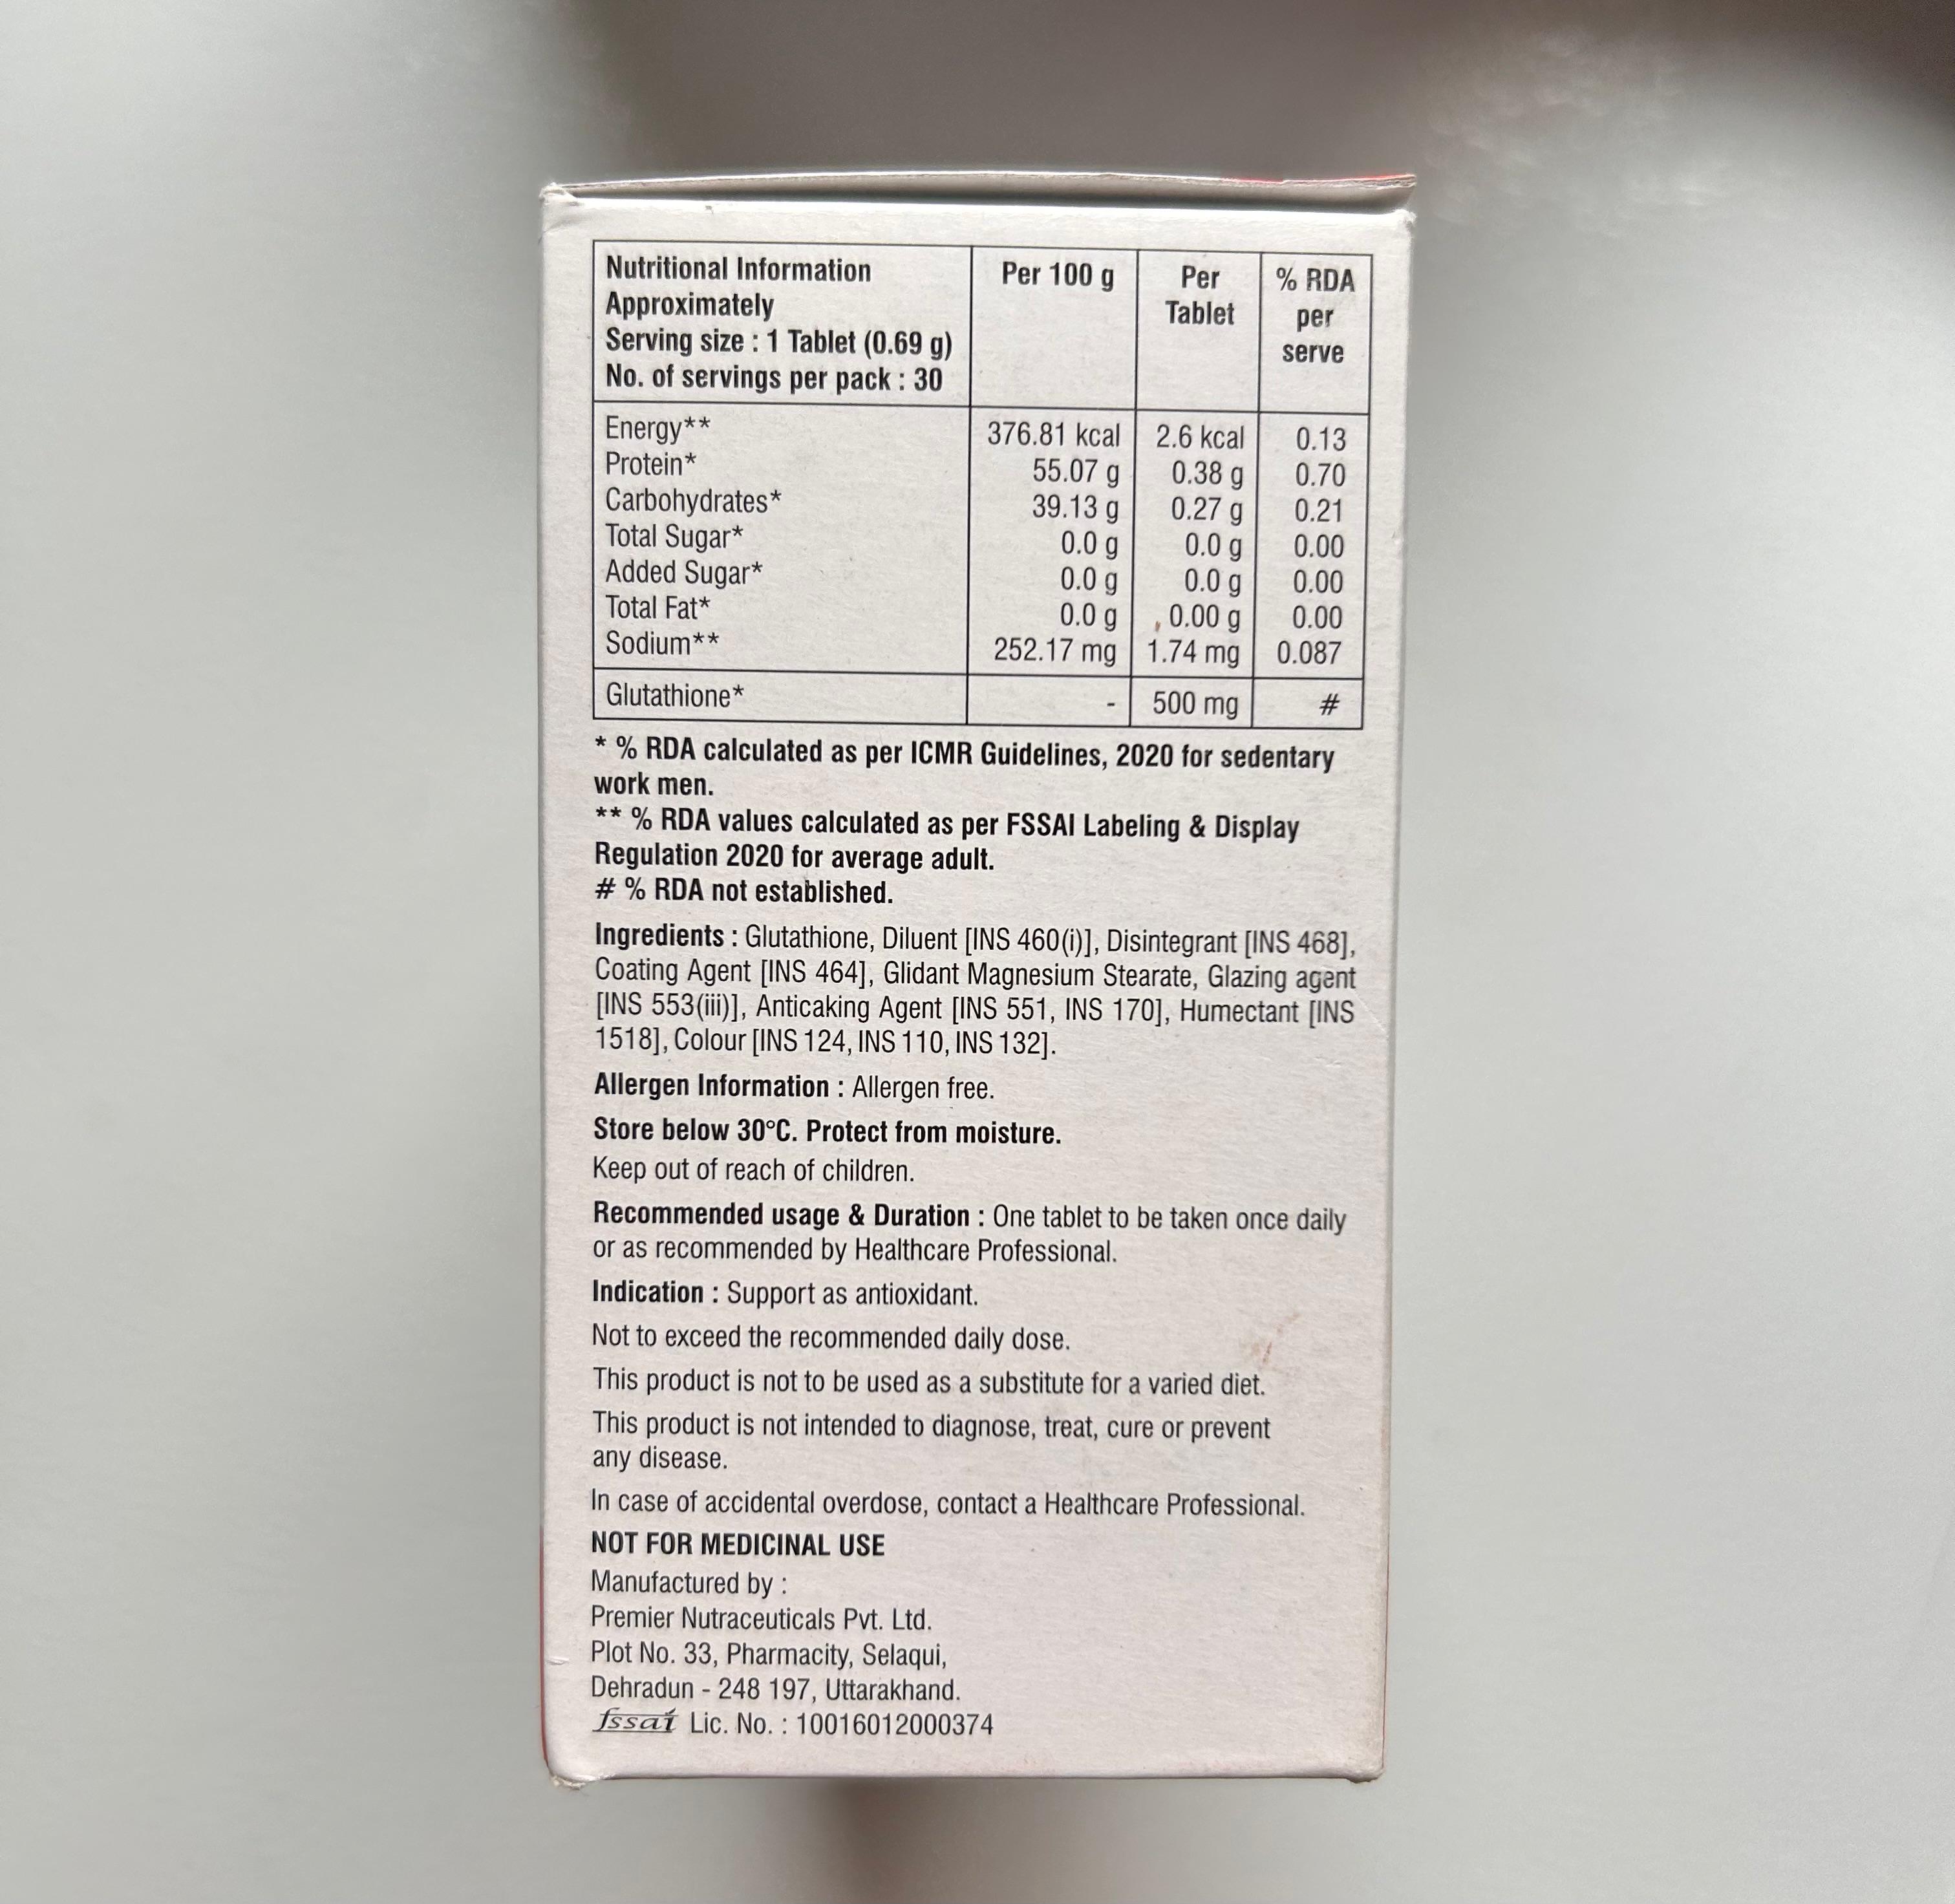 Nutritional Information Per 100 g Per % RDA
Approximately Tablet per
Serving size : 1 Tablet (0.69 g) serve
No. of servings per pack : 30
Energy** 376.81 kcal 2.6 kcal 0.13
Protein* 55.07 g 0.38 g 0.70
Carbohydrates* 39.13 g 0.27 g 0.21
Total Sugar* 0.0 g 0.0 g 0.00
Added Sugar* 0.0 g 0.0 g 0.00
Total Fat* 0.0 g 0.00 g 0.00
Sodium** 252.17 mg 1.74 mg 0.087
Glutathione* - 500 mg #
* % RDA calculated as per ICMR Guidelines, 2020 for sedentary
work men.
** % RDA values calculated as per FSSAI Labeling & Display
Regulation 2020 for average adult.
# % RDA not established.
Ingredients : Glutathione, Diluent [INS 460(i)], Disintegrant [INS 468],
Coating Agent [INS 464], Glidant Magnesium Stearate, Glazing agent
[INS 553(iii)], Anticaking Agent [INS 551, INS 170], Humectant [INS
1518], Colour [INS 124, INS 110, INS 132].
Allergen Information : Allergen free.
Store below 30°C. Protect from moisture.
Keep out of reach of children.
Recommended usage & Duration : One tablet to be taken once daily
or as recommended by Healthcare Professional.
Indication : Support as antioxidant.
Not to exceed the recommended daily dose.
This product is not to be used as a substitute for a varied diet.
This product is not intended to diagnose, treat, cure or prevent
any disease.
In case of accidental overdose, contact a Healthcare Professional.
NOT FOR MEDICINAL USE
Manufactured by :
Premier Nutraceuticals Pvt. Ltd.
Plot No. 33, Pharmacity, Selaqui,
Dehradun - 248 197, Uttarakhand.
fssai Lic. No. : 10016012000374